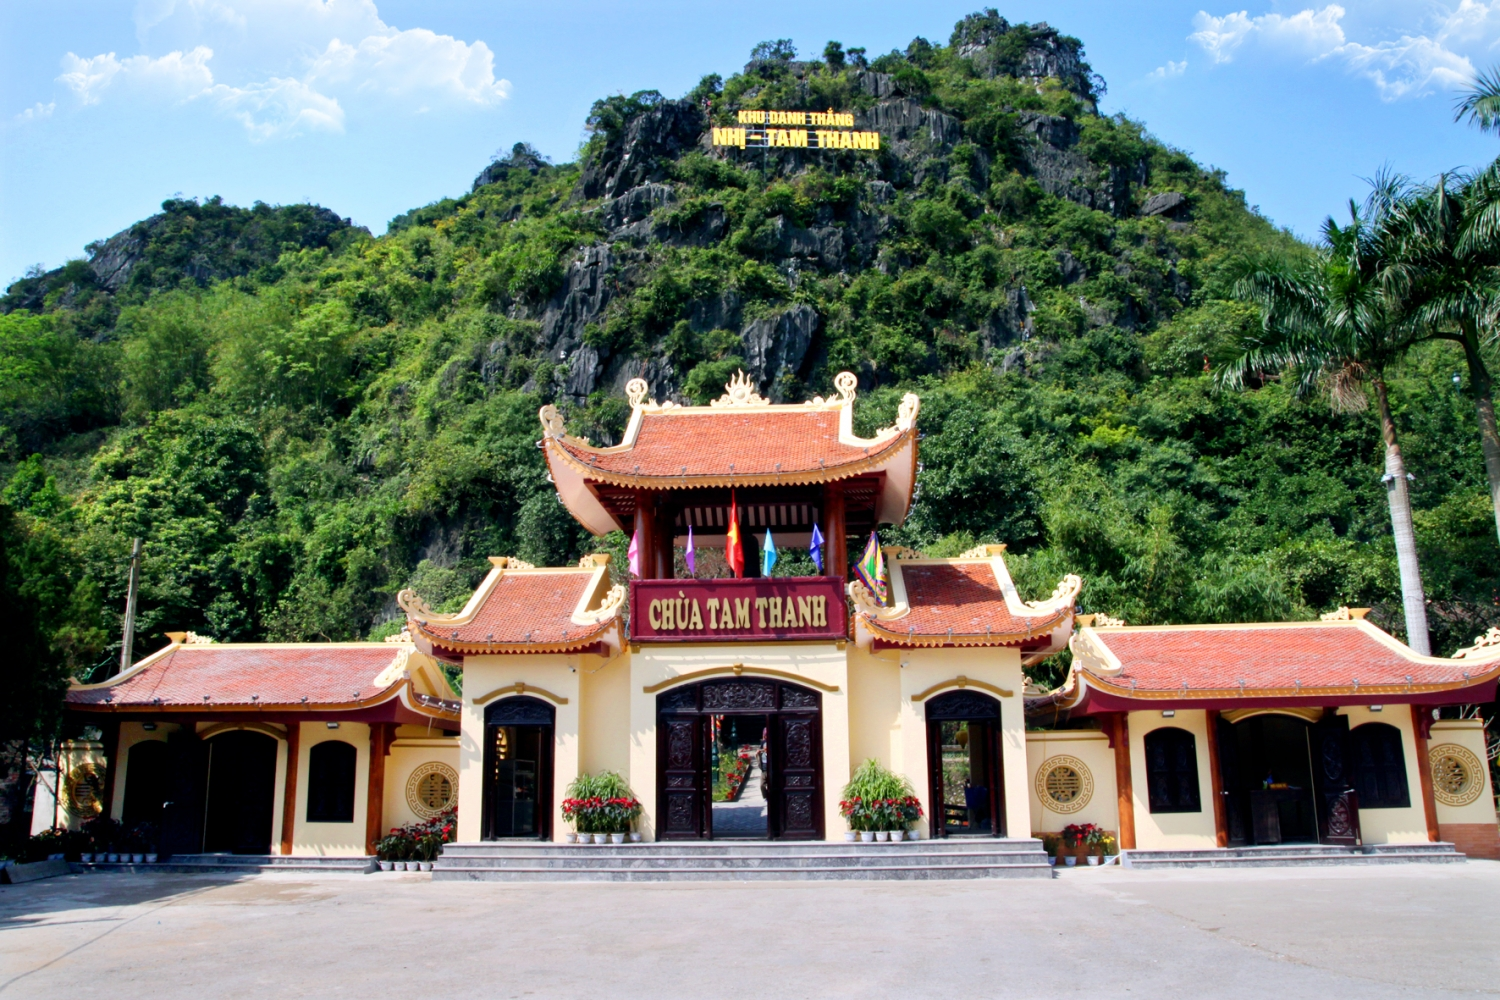 KHU DANH THẮNG
NHỊ - TAM THANH
CHÙA TAM THANH